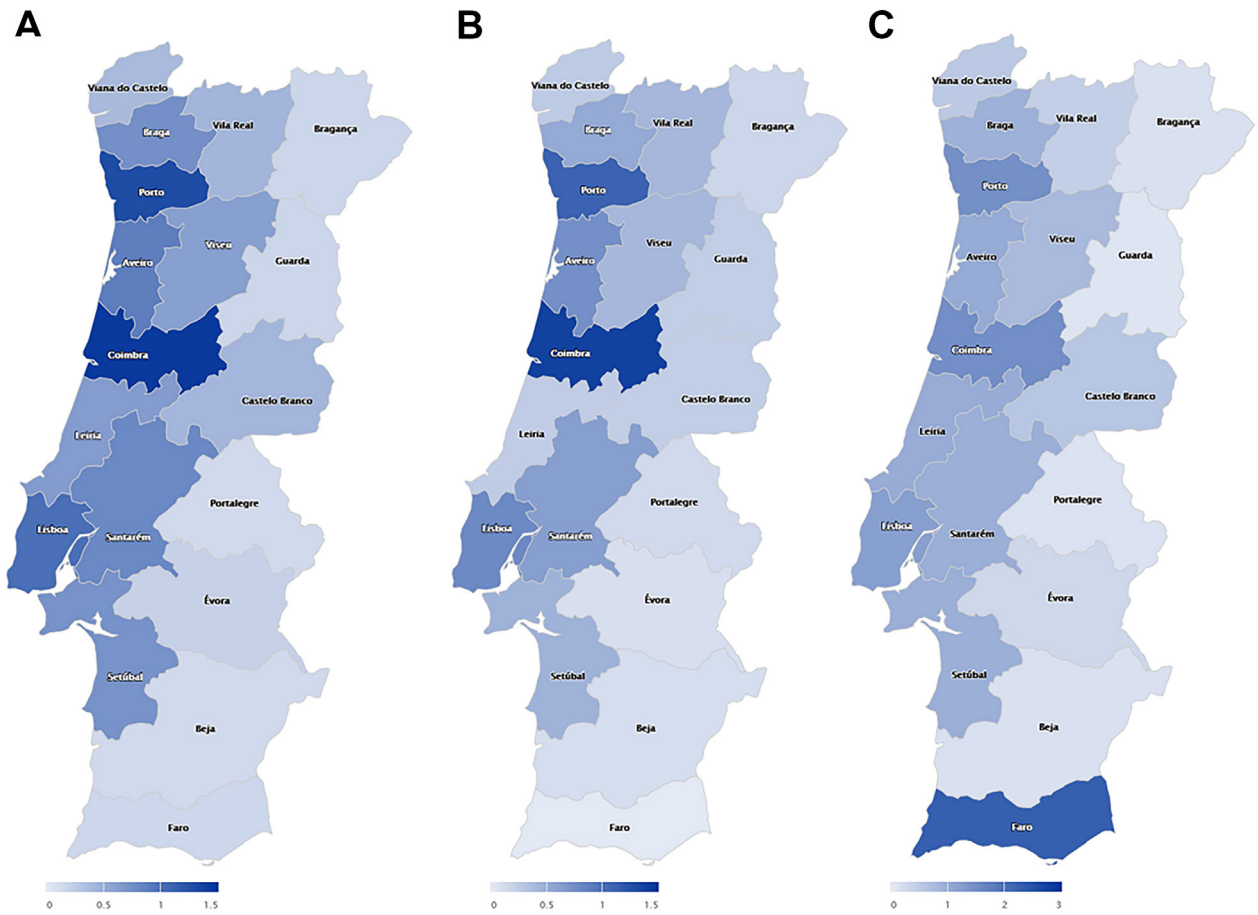 A
B
C
Viana do Castelo
Braga
Vila Real
Bragança
Porto
Aveiro
Viseu
Guarda
Coimbra
Castelo Branco
Leiria
Portalegre
Lisboa
Santarém
Évora
Setúbal
Beja
Faro
0 0.5 1 1.5
Viana do Castelo
Braga
Vila Real
Bragança
Porto
Aveiro
Viseu
Guarda
Coimbra
Castelo Branco
Leiria
Portalegre
Lisboa
Santarém
Évora
Setúbal
Beja
Faro
0 0.5 1 1.5
Viana do Castelo
Braga
Vila Real
Bragança
Porto
Aveiro
Viseu
Guarda
Coimbra
Castelo Branco
Leiria
Portalegre
Lisboa
Santarém
Évora
Setúbal
Beja
Faro
0 1 2 3